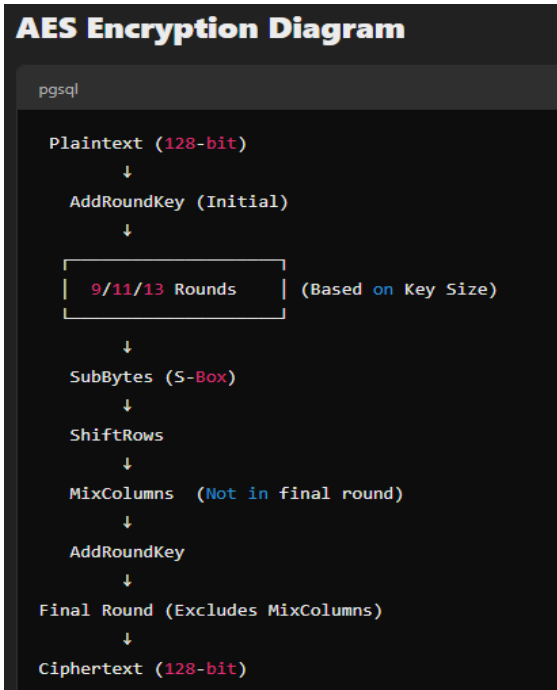 AES Encryption Diagram
pgsql
Plaintext (128-bit)
↓
AddRoundKey (Initial)
↓
9/11/13 Rounds (Based on Key Size)
↓
SubBytes (S-Box)
↓
ShiftRows
↓
MixColumns (Not in final round)
↓
AddRoundKey
↓
Final Round (Excludes MixColumns)
↓
Ciphertext (128-bit)